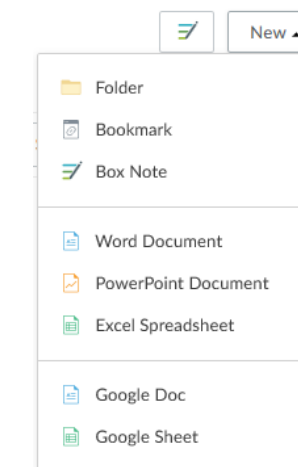 New
Folder
Bookmark
Box Note
Word Document
PowerPoint Document
Excel Spreadsheet
Google Doc
Google Sheet